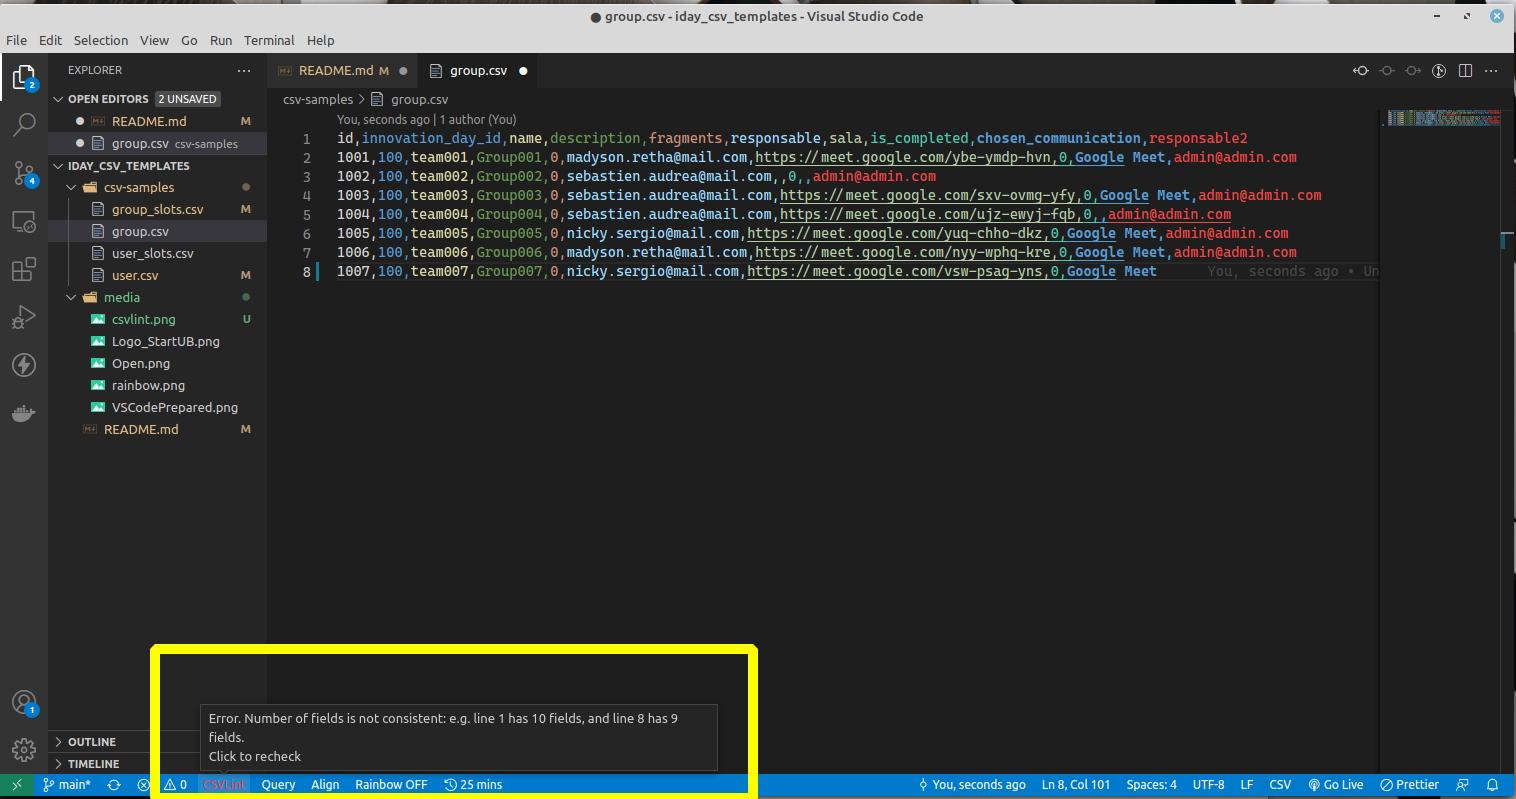 ● group.csv - iday_csv_templates - Visual Studio Code
File Edit Selection View Go Run Terminal Help
EXPLORER
README.md M
group.csv
OPEN EDITORS 2 UNSAVED
README.md M
group.csv csv-samples
IDAY_CSV_TEMPLATES
csv-samples
group_slots.csv M
group.csv
user_slots.csv
user.csv M
media
csvlint.png U
Logo_StartUB.png
Open.png
rainbow.png
VSCodePrepared.png
README.md M
OUTLINE
TIMELINE
2
4
1
csv-samples > group.csv
You, seconds ago | 1 author (You)
1 id,innovation_day_id,name,description,fragments,responsable,sala,is_completed,chosen_communication,responsable2
2 1001,100,team001,Group001,0,madyson.retha@mail.com,https://meet.google.com/ybe-ymdp-hvn,0,Google Meet,admin@admin.com
3 1002,100,team002,Group002,0,sebastien.audrea@mail.com,,0,,admin@admin.com
4 1003,100,team003,Group003,0,sebastien.audrea@mail.com,https://meet.google.com/sxv-ovmq-yfy,0,Google Meet,admin@admin.com
5 1004,100,team004,Group004,0,sebastien.audrea@mail.com,https://meet.google.com/ujz-ewyj-fqb,0,,admin@admin.com
6 1005,100,team005,Group005,0,nicky.sergio@mail.com,https://meet.google.com/yuq-chho-dkz,0,Google Meet,admin@admin.com
7 1006,100,team006,Group006,0,madyson.retha@mail.com,https://meet.google.com/nyy-wphq-kre,0,Google Meet,admin@admin.com
8 1007,100,team007,Group007,0,nicky.sergio@mail.com,https://meet.google.com/vsw-psaq-yns,0,Google Meet You, seconds ago • Un
Error. Number of fields is not consistent: e.g. line 1 has 10 fields, and line 8 has 9
fields.
Click to recheck
main* 0 CSVLint Query Align Rainbow OFF 25 mins You, seconds ago Ln 8, Col 101 Spaces: 4 UTF-8 LF CSV Go Live Prettier